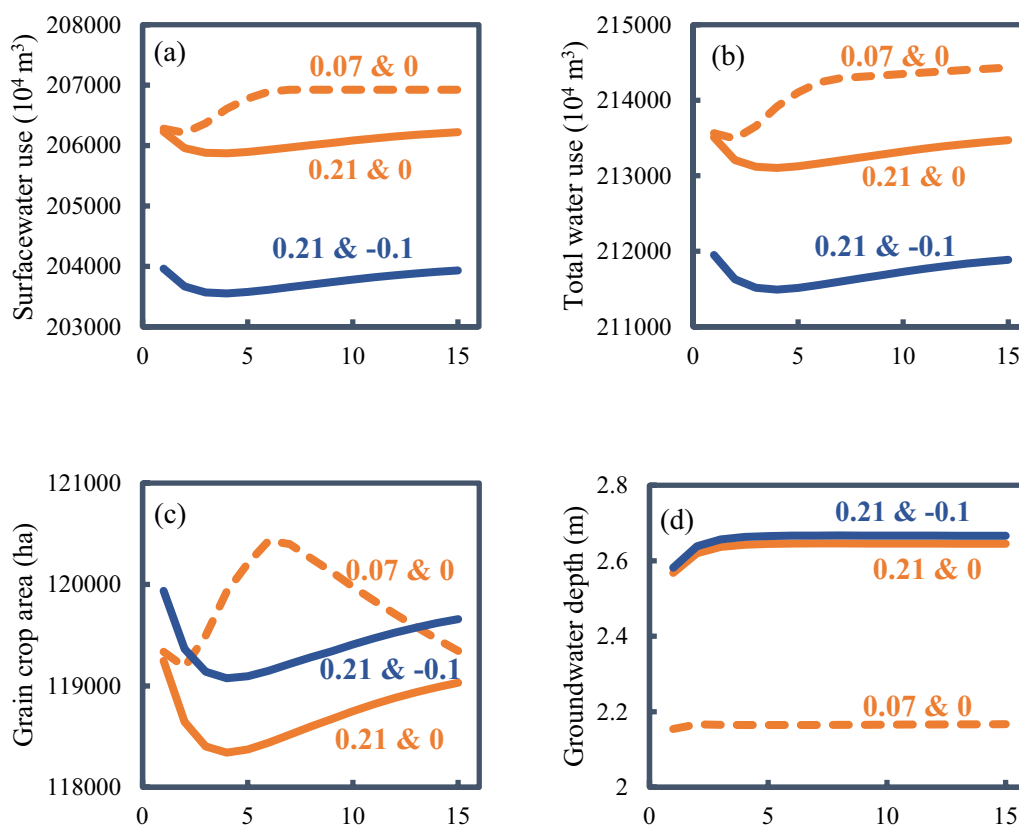 (a)
Surfacewater use (10⁴ m³)
208000
207000
206000
205000
204000
203000
0.07 & 0
0.21 & 0
0.21 & -0.1
0 5 10 15
(b)
Total water use (10⁴ m³)
215000
214000
213000
212000
211000
0.07 & 0
0.21 & 0
0.21 & -0.1
0 5 10 15
(c)
Grain crop area (ha)
121000
120000
119000
118000
0.07 & 0
0.21 & -0.1
0.21 & 0
0 5 10 15
(d)
Groundwater depth (m)
2.8
2.6
2.4
2.2
2
0.21 & -0.1
0.21 & 0
0.07 & 0
0 5 10 15